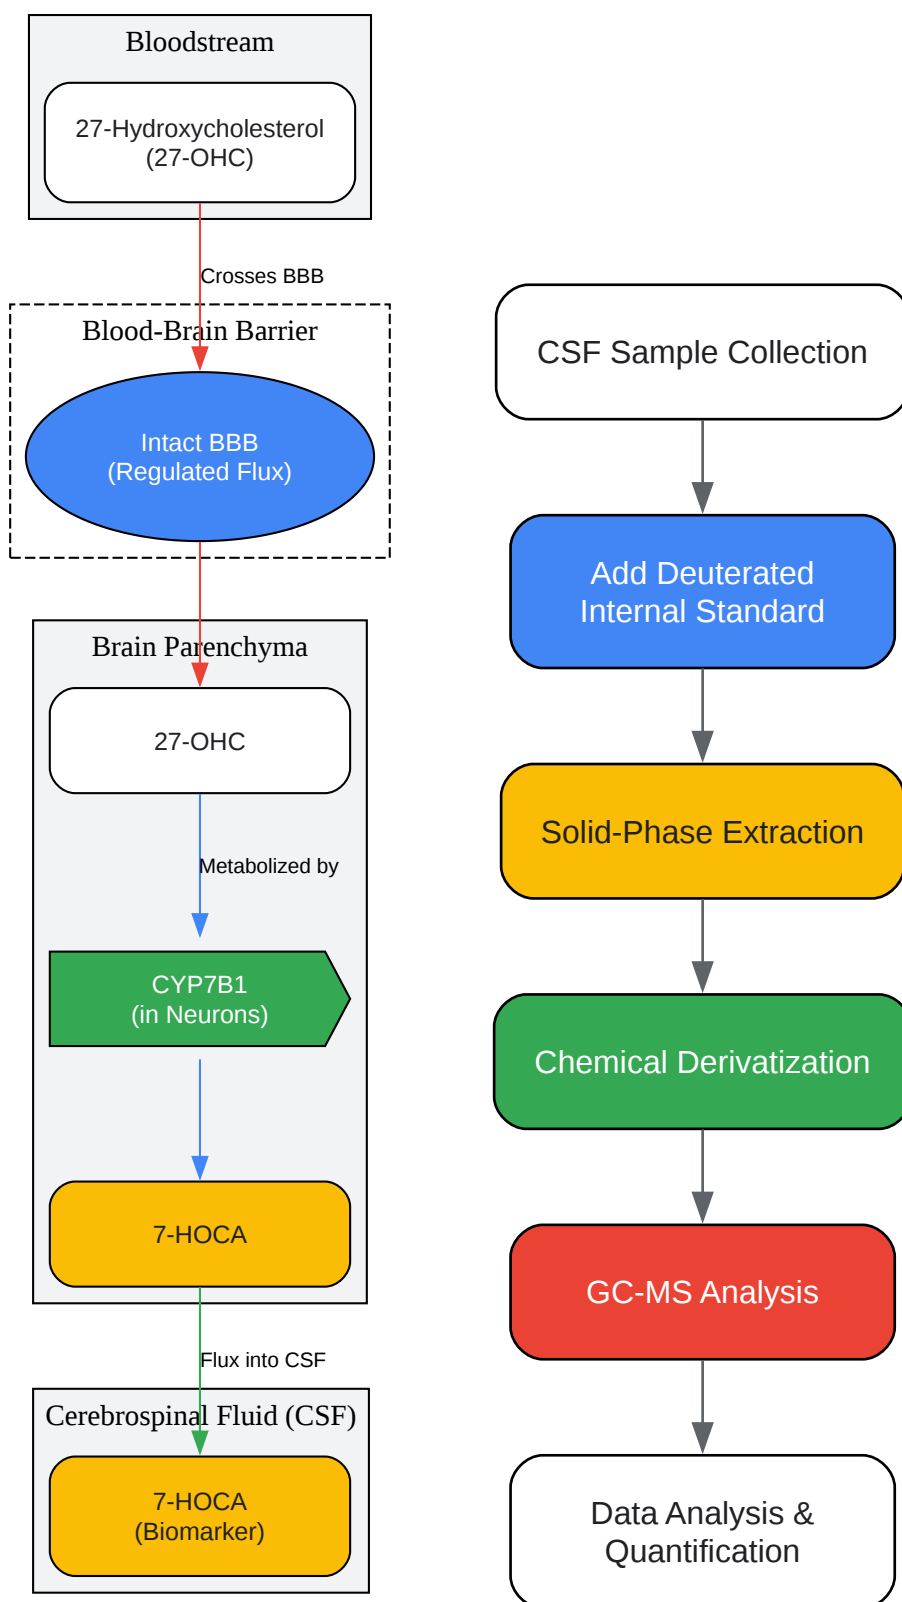 Bloodstream
27-Hydroxycholesterol
(27-OHC)
Crosses BBB
Blood-Brain Barrier
Intact BBB
(Regulated Flux)
Brain Parenchyma
27-OHC
Metabolized by
CYP7B1
(in Neurons)
7-HOCA
Flux into CSF
Cerebrospinal Fluid (CSF)
7-HOCA
(Biomarker)
CSF Sample Collection
Add Deuterated
Internal Standard
Solid-Phase Extraction
Chemical Derivatization
GC-MS Analysis
Data Analysis &
Quantification